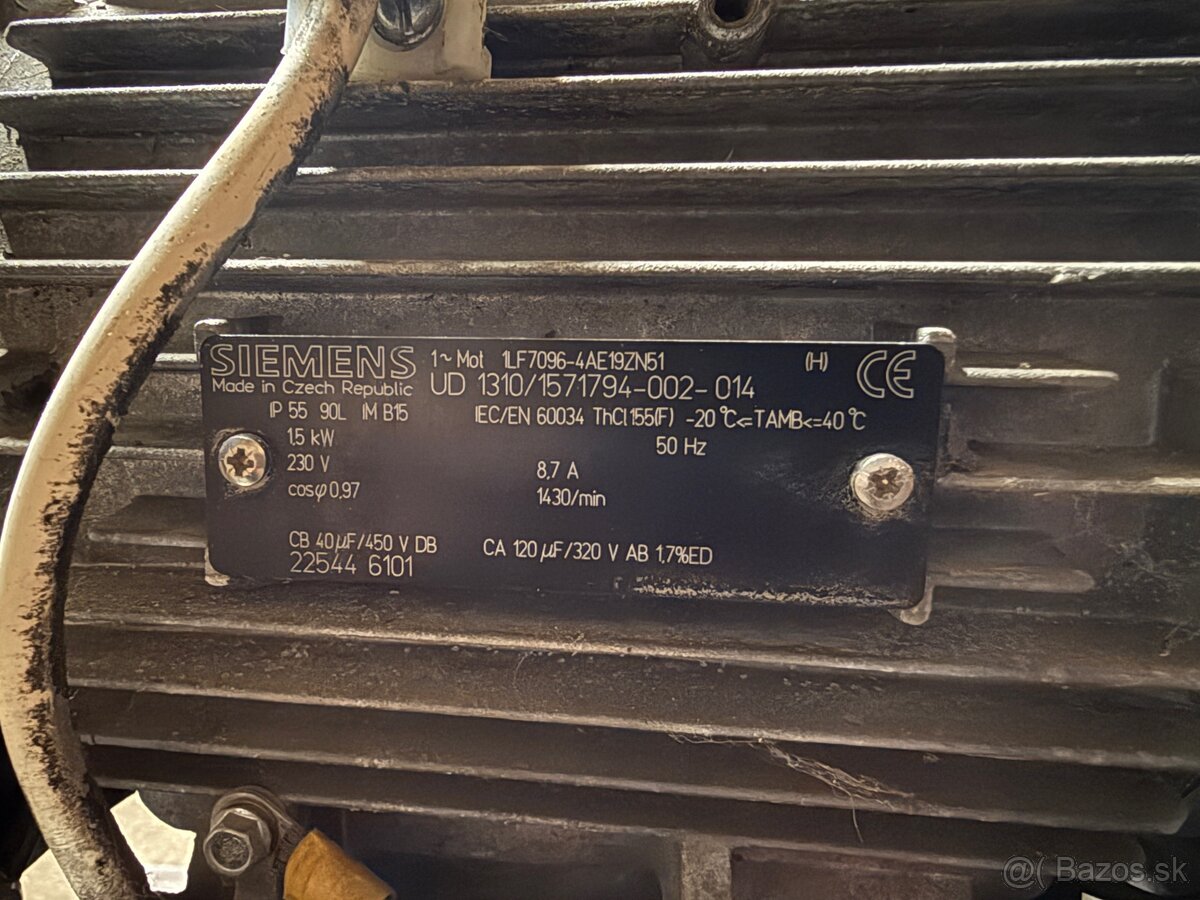 SIEMENS 1~Mot 1LF7096-4AE19ZN51 (H) CE
Made in Czech Republic UD 1310/1571794-002-014
IP 55 90L IM B15 IEC/EN 60034 ThCl.155(F) -20 °C<=TAMB<=40 °C
1,5 kW 50 Hz
230 V 8,7 A
cosφ 0,97 1430/min
CB 40 µF/450 V DB CA 120 µF/320 V AB 1,7%ED
22544 6101
@( Bazos.sk